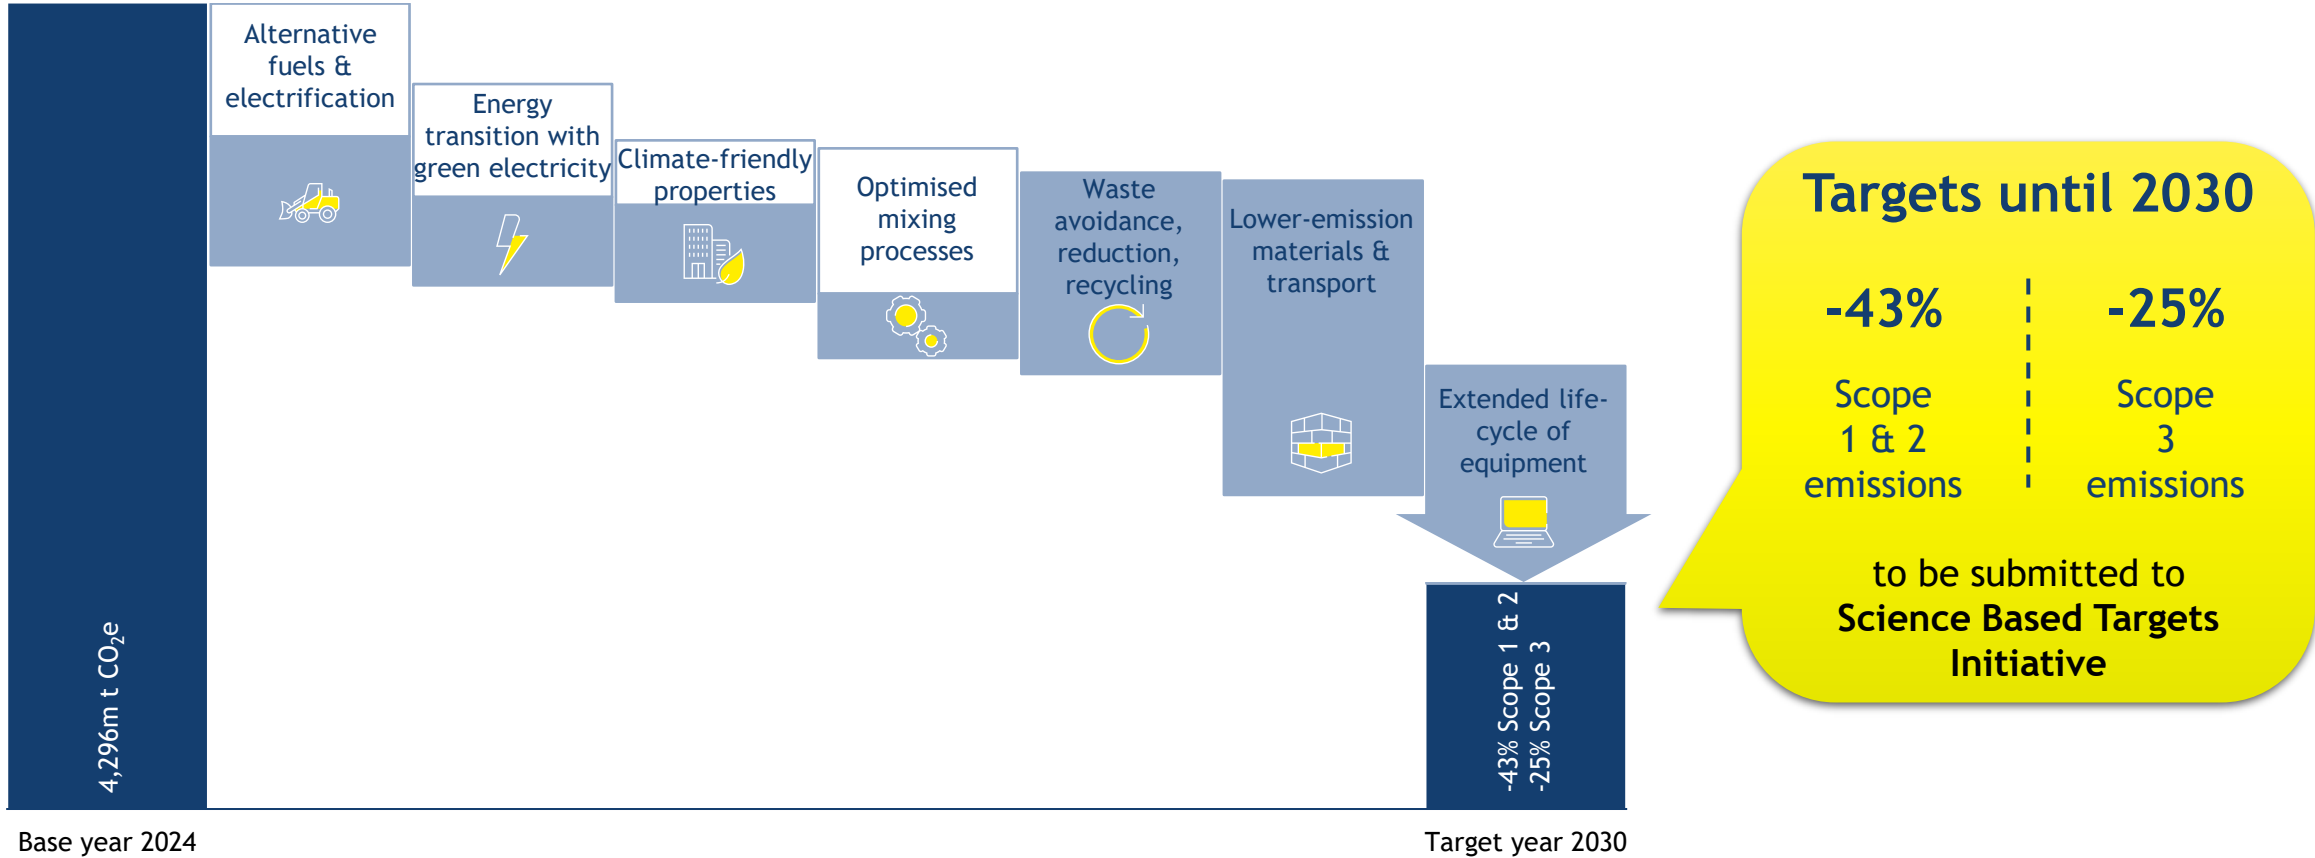 Alternative
fuels &
electrification
Energy
transition with
green electricity
Climate-friendly
properties
Optimised
mixing
processes
Waste
avoidance,
reduction,
recycling
Lower-emission
materials &
transport
Extended life-
cycle of
equipment
4,296m t CO₂e
-43% Scope 1 & 2
-25% Scope 3
Base year 2024
Target year 2030
Targets until 2030
-43%
Scope
1 & 2
emissions
-25%
Scope
3
emissions
to be submitted to
Science Based Targets
Initiative